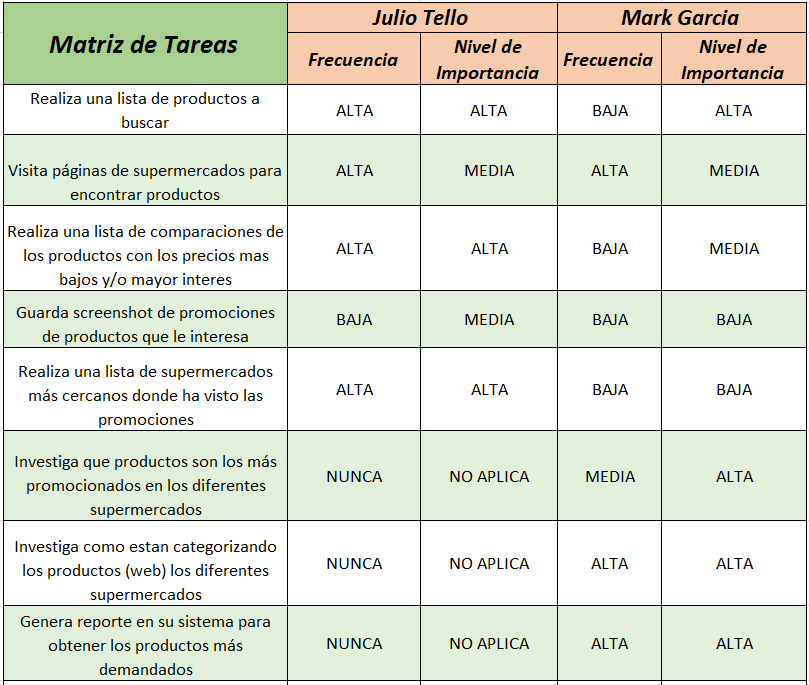 Matriz de Tareas
Julio Tello
Mark Garcia
Frecuencia
Nivel de
Importancia
Frecuencia
Nivel de
Importancia
Realiza una lista de productos a
buscar
ALTA
ALTA
BAJA
ALTA
Visita páginas de supermercados para
encontrar productos
ALTA
MEDIA
ALTA
MEDIA
Realiza una lista de comparaciones de
los productos con los precios mas
bajos y/o mayor interes
ALTA
ALTA
BAJA
MEDIA
Guarda screenshot de promociones
de productos que le interesa
BAJA
MEDIA
BAJA
BAJA
Realiza una lista de supermercados
más cercanos donde ha visto las
promociones
ALTA
ALTA
BAJA
BAJA
Investiga que productos son los más
promocionados en los diferentes
supermercados
NUNCA
NO APLICA
MEDIA
ALTA
Investiga como estan categorizando
los productos (web) los diferentes
supermercados
NUNCA
NO APLICA
ALTA
ALTA
Genera reporte en su sistema para
obtener los productos más
demandados
NUNCA
NO APLICA
ALTA
ALTA